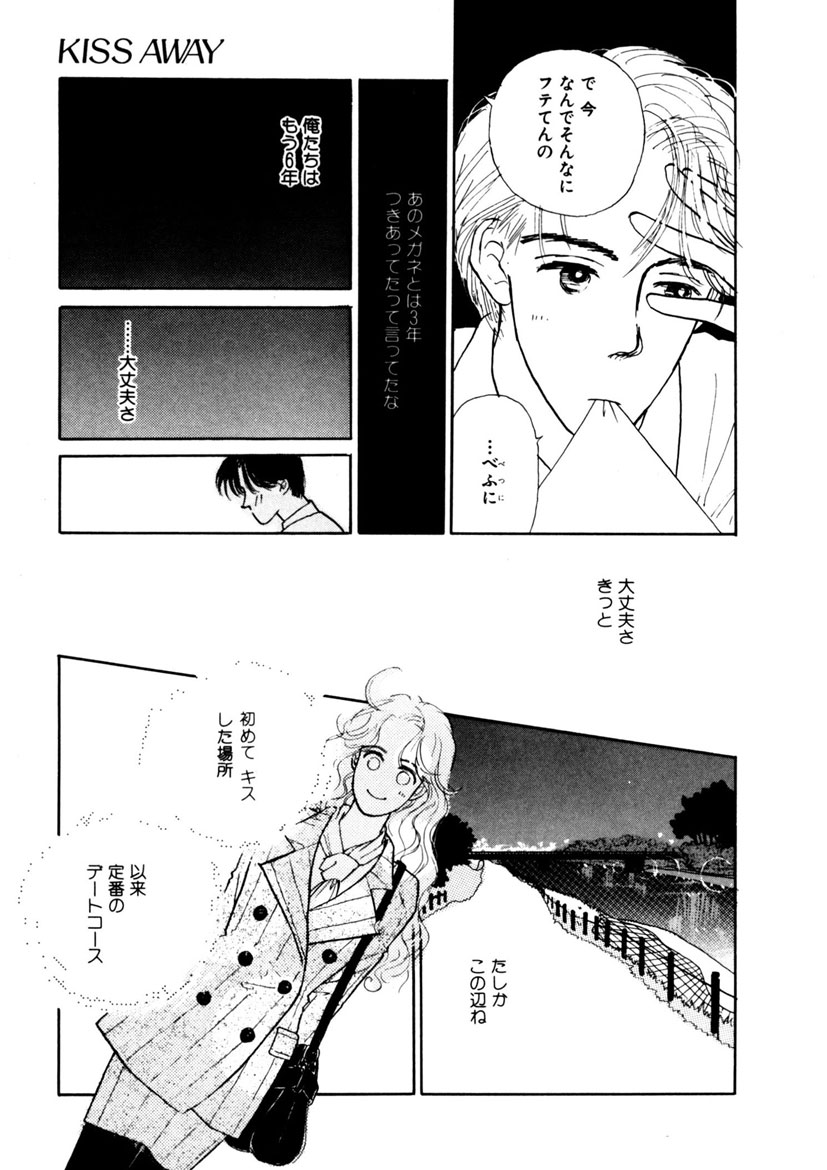 KISS AWAY
で 今
なんでそんなに
フテてんの
…べふに
べつに
あのメガネとは3年
つきあってたって言ってたな
俺たちは
もう6年
……大丈夫さ
大丈夫さ
きっと
たしか
この辺ね
初めて キス
した場所
以来
定番の
デートコース